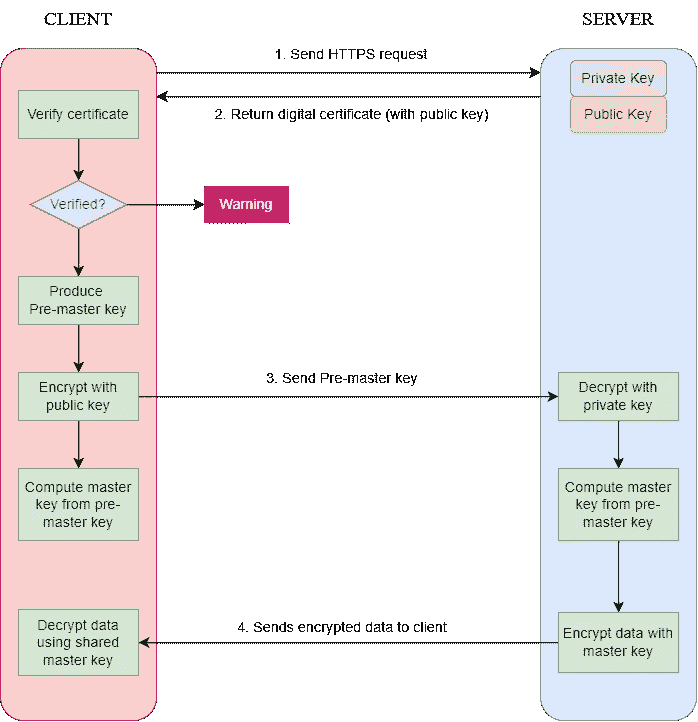 CLIENT
SERVER
1. Send HTTPS request
Private Key
2. Return digital certificate (with public key)
Public Key
Verify certificate
Verified?
Warning
Produce
Pre-master key
Encrypt with
public key
3. Send Pre-master key
Decrypt with
private key
Compute master
key from pre-
master key
Compute master
key from pre-
master key
Decrypt data
using shared
master key
4. Sends encrypted data to client
Encrypt data with
master key